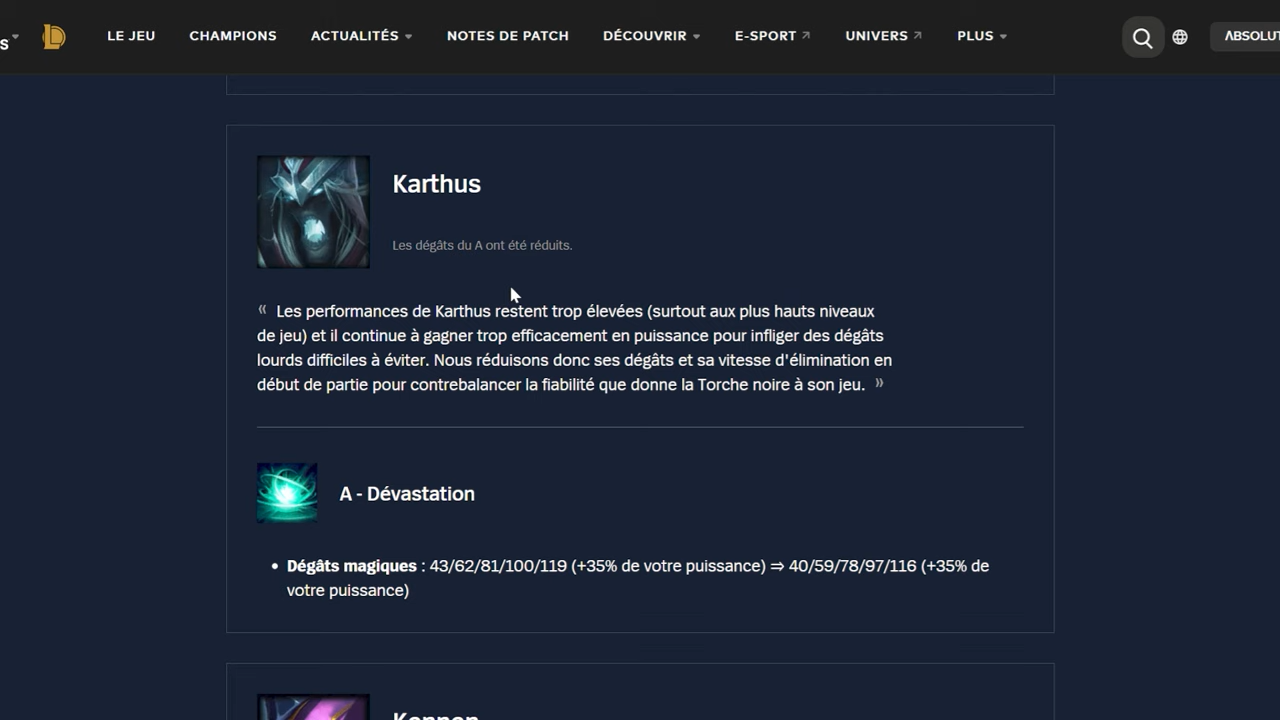 s
LE JEU CHAMPIONS ACTUALITÉS NOTES DE PATCH DÉCOUVRIR E-SPORT UNIVERS PLUS ABSOLUT
Karthus
Les dégâts du A ont été réduits.
« Les performances de Karthus restent trop élevées (surtout aux plus hauts niveaux
de jeu) et il continue à gagner trop efficacement en puissance pour infliger des dégâts
lourds difficiles à éviter. Nous réduisons donc ses dégâts et sa vitesse d'élimination en
début de partie pour contrebalancer la fiabilité que donne la Torche noire à son jeu. »
A - Dévastation
• Dégâts magiques : 43/62/81/100/119 (+35% de votre puissance) ⇒ 40/59/78/97/116 (+35% de
votre puissance)